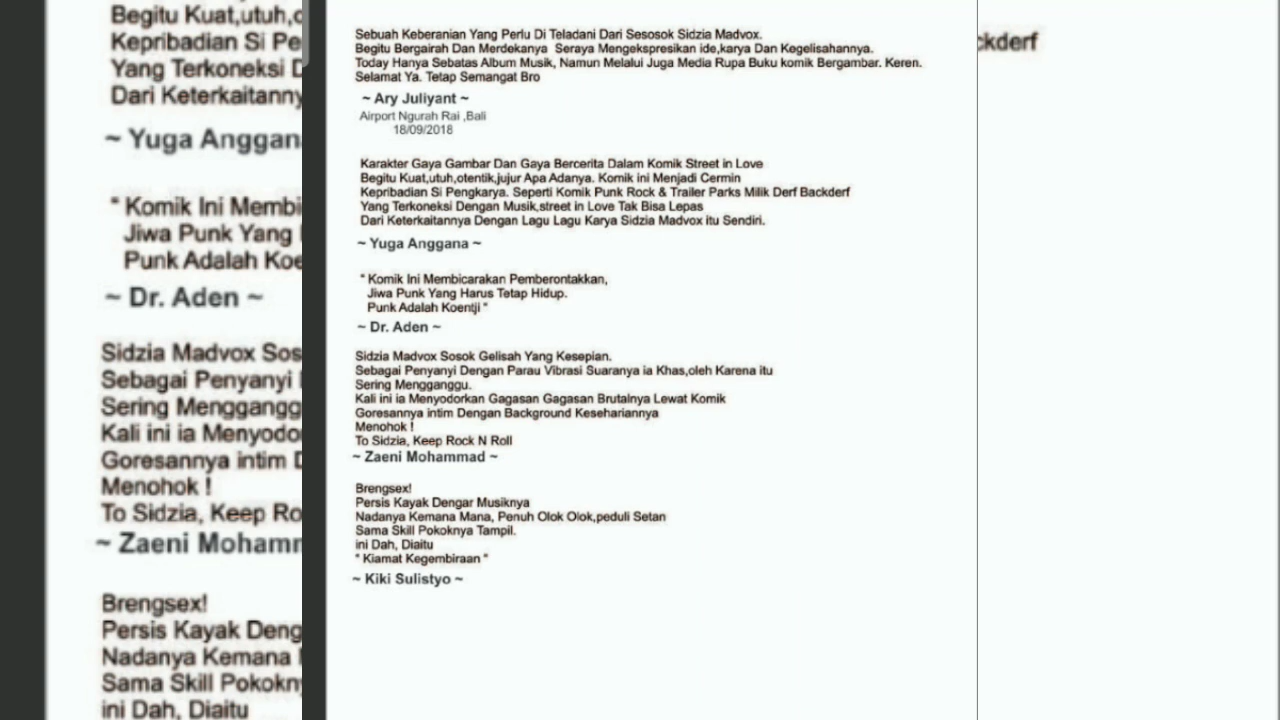 Sebuah Keberanian Yang Perlu Di Teladani Dari Sesosok Sidzia Madvox.
Begitu Bergairah Dan Merdekanya Seraya Mengekspresikan ide,karya Dan Kegelisahannya.
Today Hanya Sebatas Album Musik, Namun Melalui Juga Media Rupa Buku komik Bergambar. Keren.
Selamat Ya. Tetap Semangat Bro
~ Ary Juliyant ~
Airport Ngurah Rai ,Bali
18/09/2018
Karakter Gaya Gambar Dan Gaya Bercerita Dalam Komik Street in Love
Begitu Kuat,utuh,otentik,jujur Apa Adanya. Komik ini Menjadi Cermin
Kepribadian Si Pengkarya. Seperti Komik Punk Rock & Trailer Parks Milik Derf Backderf
Yang Terkoneksi Dengan Musik,street in Love Tak Bisa Lepas
Dari Keterkaitannya Dengan Lagu Lagu Karya Sidzia Madvox itu Sendiri.
~ Yuga Anggana ~
" Komik Ini Membicarakan Pemberontakkan,
Jiwa Punk Yang Harus Tetap Hidup.
Punk Adalah Koentji "
~ Dr. Aden ~
Sidzia Madvox Sosok Gelisah Yang Kesepian.
Sebagai Penyanyi Dengan Parau Vibrasi Suaranya ia Khas,oleh Karena itu
Sering Mengganggu.
Kali ini ia Menyodorkan Gagasan Gagasan Brutalnya Lewat Komik
Goresannya intim Dengan Background Kesehariannya
Menohok !
To Sidzia, Keep Rock N Roll
~ Zaeni Mohammad ~
Brengsex!
Persis Kayak Dengar Musiknya
Nadanya Kemana Mana, Penuh Olok Olok,peduli Setan
Sama Skill Pokoknya Tampil.
ini Dah, Diaitu
" Kiamat Kegembiraan "
~ Kiki Sulistyo ~